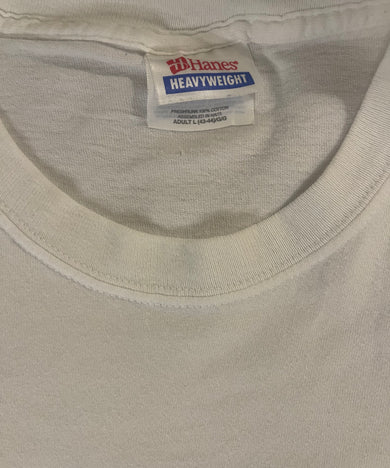 Hanes®
HEAVYWEIGHT
PRESHRUNK 100% COTTON
ASSEMBLED IN HAITI
ADULT L (42-44)/G/G